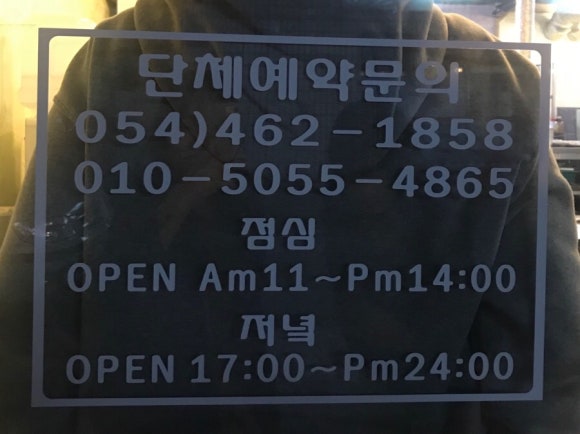 단체예약문의
054)462-1858
010-5055-4865
점심
OPEN Am11~Pm14:00
저녁
OPEN 17:00~Pm24:00